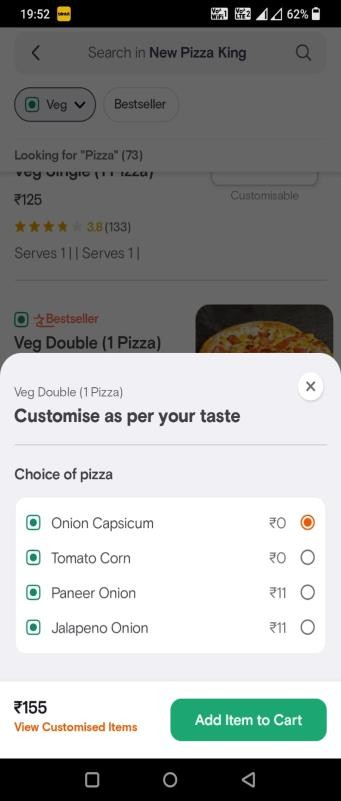 19:52
62%
Search in New Pizza King
Veg
Bestseller
Looking for "Pizza" (73)
Veg Single (1 Pizza)
₹125
Customisable
3.8 (133)
Serves 1 | | Serves 1 |
Bestseller
Veg Double (1 Pizza)
Veg Double (1 Pizza)
Customise as per your taste
Choice of pizza
Onion Capsicum ₹0
Tomato Corn ₹0
Paneer Onion ₹11
Jalapeno Onion ₹11
₹155
View Customised Items
Add Item to Cart